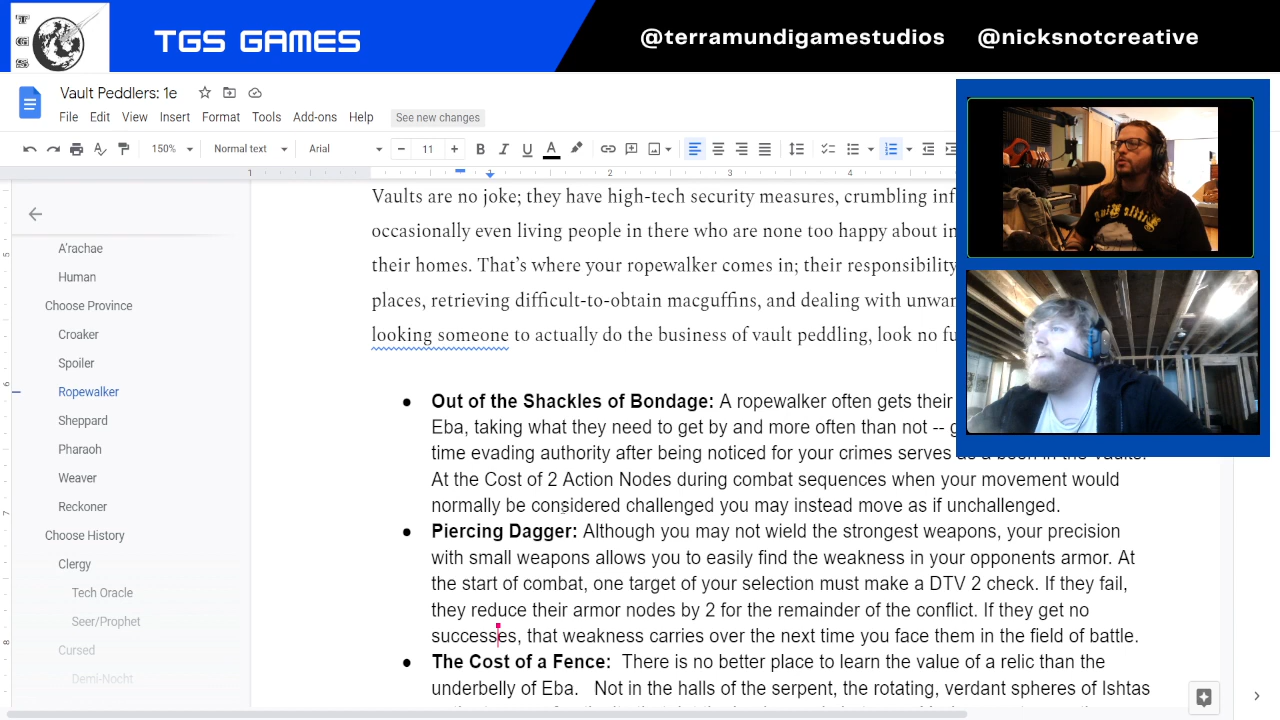 T
G
S
TGS GAMES
@terramundigamestudios @nicksnotcreative
Vault Peddlers: 1e
File Edit View Insert Format Tools Add-ons Help See new changes
150% Normal text Arial 11
1 2 3 4
A'rachae
Human
Choose Province
Croaker
Spoiler
Ropewalker
Sheppard
Pharaoh
Weaver
Reckoner
Choose History
Clergy
Tech Oracle
Seer/Prophet
Cursed
Demi-Nocht
5
6
7
8
Vaults are no joke; they have high-tech security measures, crumbling inf
occasionally even living people in there who are none too happy about in
their homes. That's where your ropewalker comes in; their responsibility
places, retrieving difficult-to-obtain macguffins, and dealing with unwan
looking someone to actually do the business of vault peddling, look no fu
● Out of the Shackles of Bondage: A ropewalker often gets their
Eba, taking what they need to get by and more often than not -- g
time evading authority after being noticed for your crimes serves as a boon in the vaults.
At the Cost of 2 Action Nodes during combat sequences when your movement would
normally be considered challenged you may instead move as if unchallenged.
● Piercing Dagger: Although you may not wield the strongest weapons, your precision
with small weapons allows you to easily find the weakness in your opponents armor. At
the start of combat, one target of your selection must make a DTV 2 check. If they fail,
they reduce their armor nodes by 2 for the remainder of the conflict. If they get no
successes, that weakness carries over the next time you face them in the field of battle.
● The Cost of a Fence: There is no better place to learn the value of a relic than the
underbelly of Eba. Not in the halls of the serpent, the rotating, verdant spheres of Ishtas